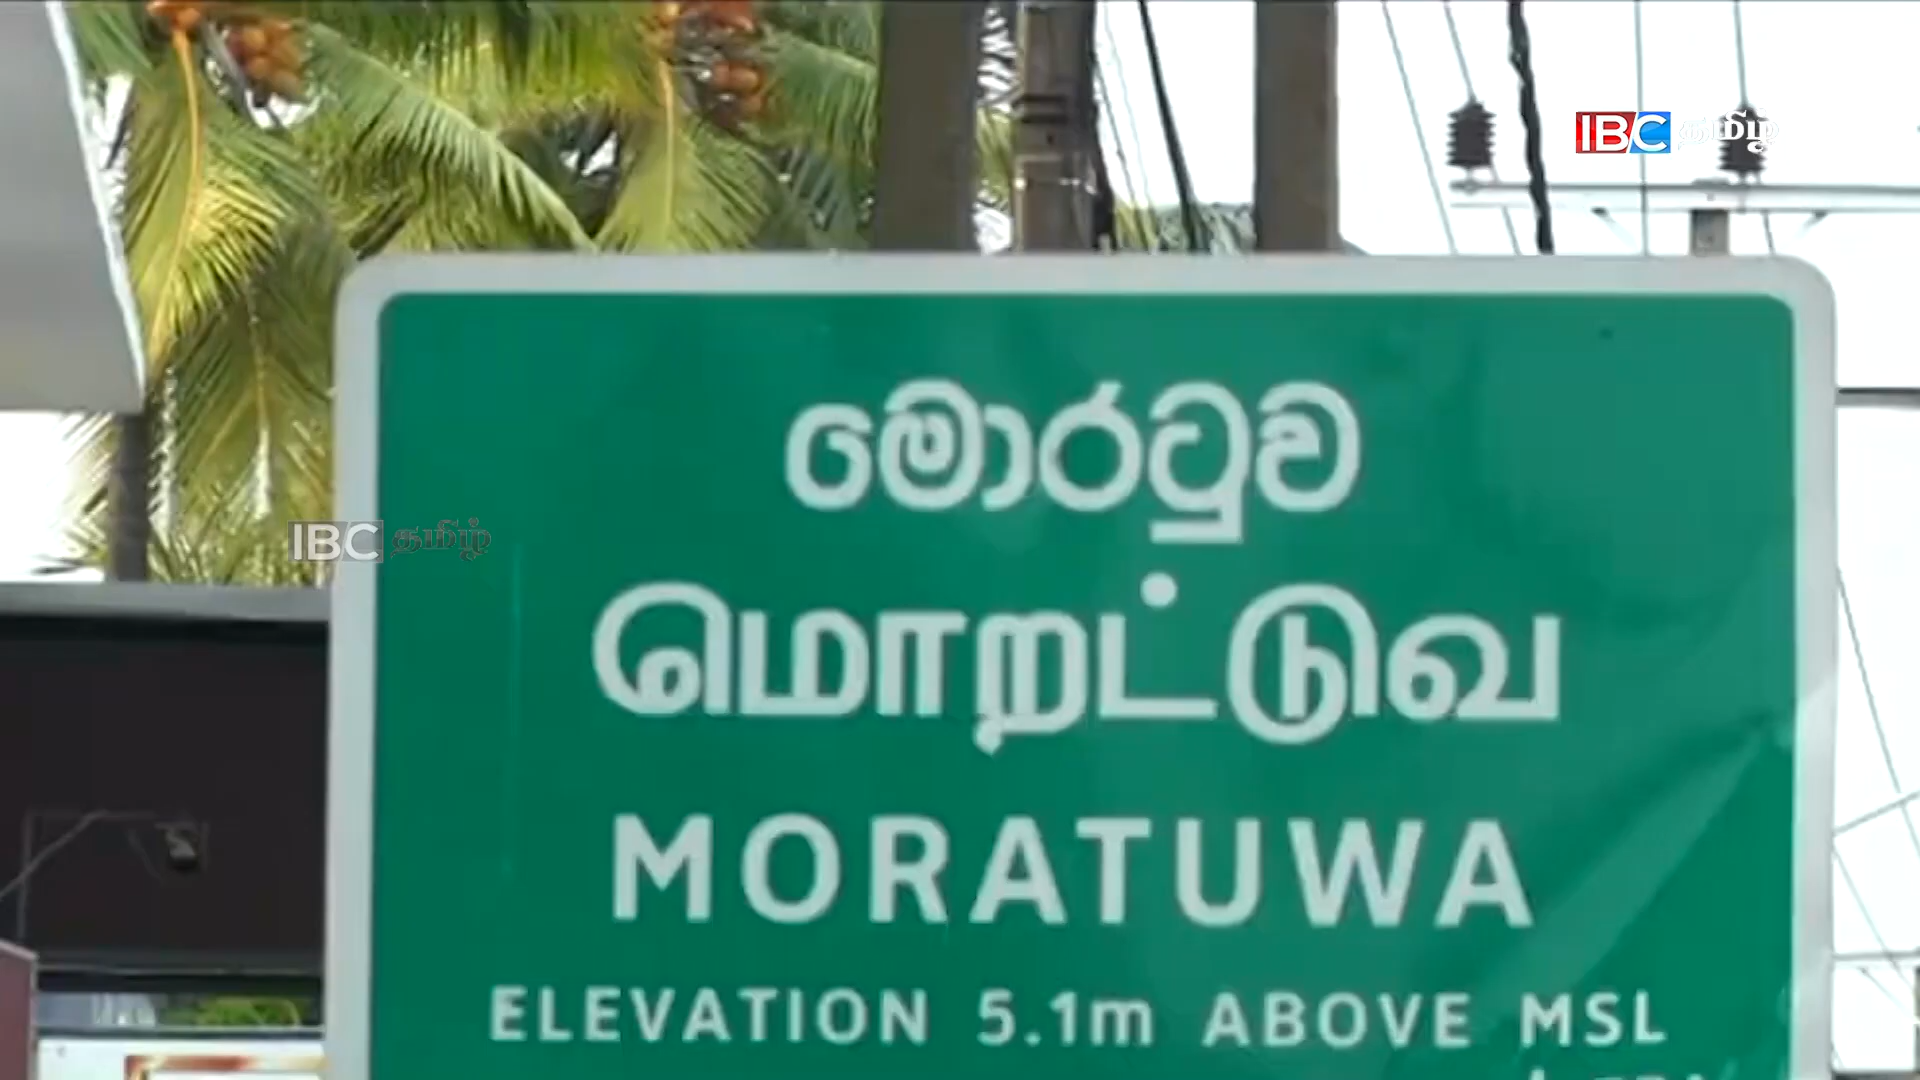 IBC தமிழ்
මොරටුව
IBC தமிழ்
மொறட்டுவ
MORATUWA
ELEVATION 5.1m ABOVE MSL